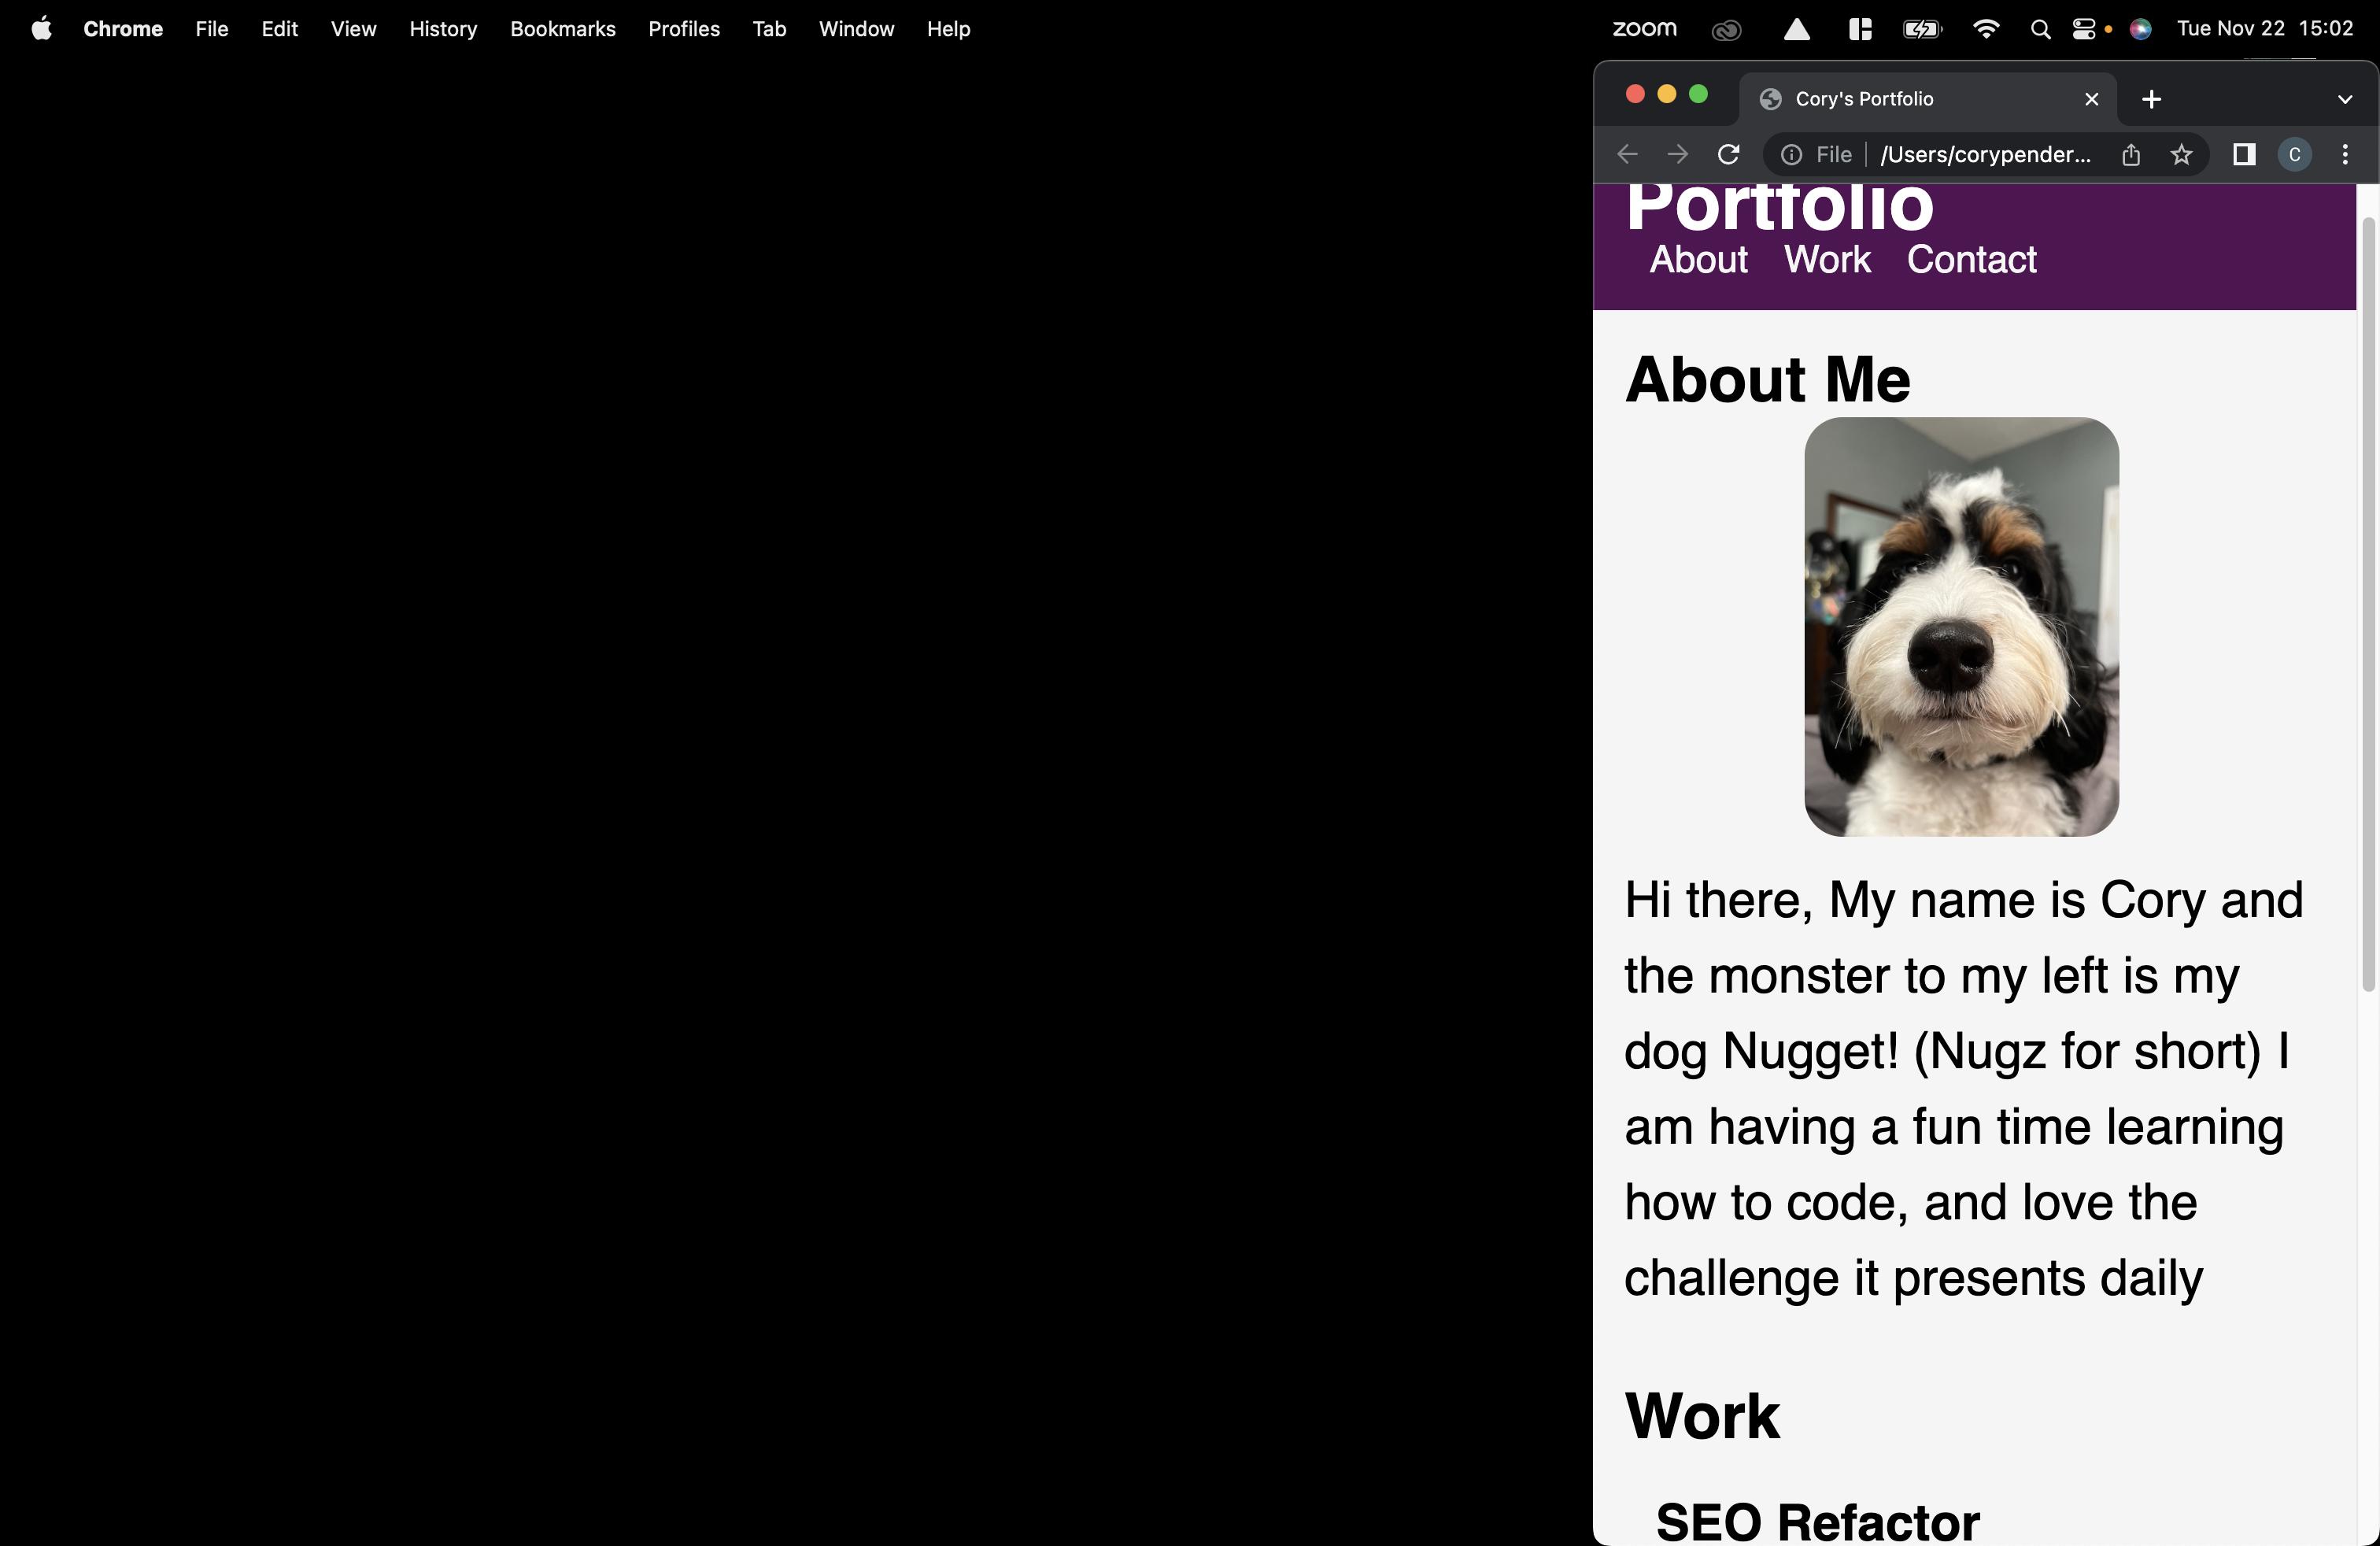 Chrome File Edit View History Bookmarks Profiles Tab Window Help zoom Tue Nov 22 15:02
Cory's Portfolio
File /Users/corypender... C
Portfolio
About Work Contact
About Me
Hi there, My name is Cory and
the monster to my left is my
dog Nugget! (Nugz for short) I
am having a fun time learning
how to code, and love the
challenge it presents daily
Work
SEO Refactor